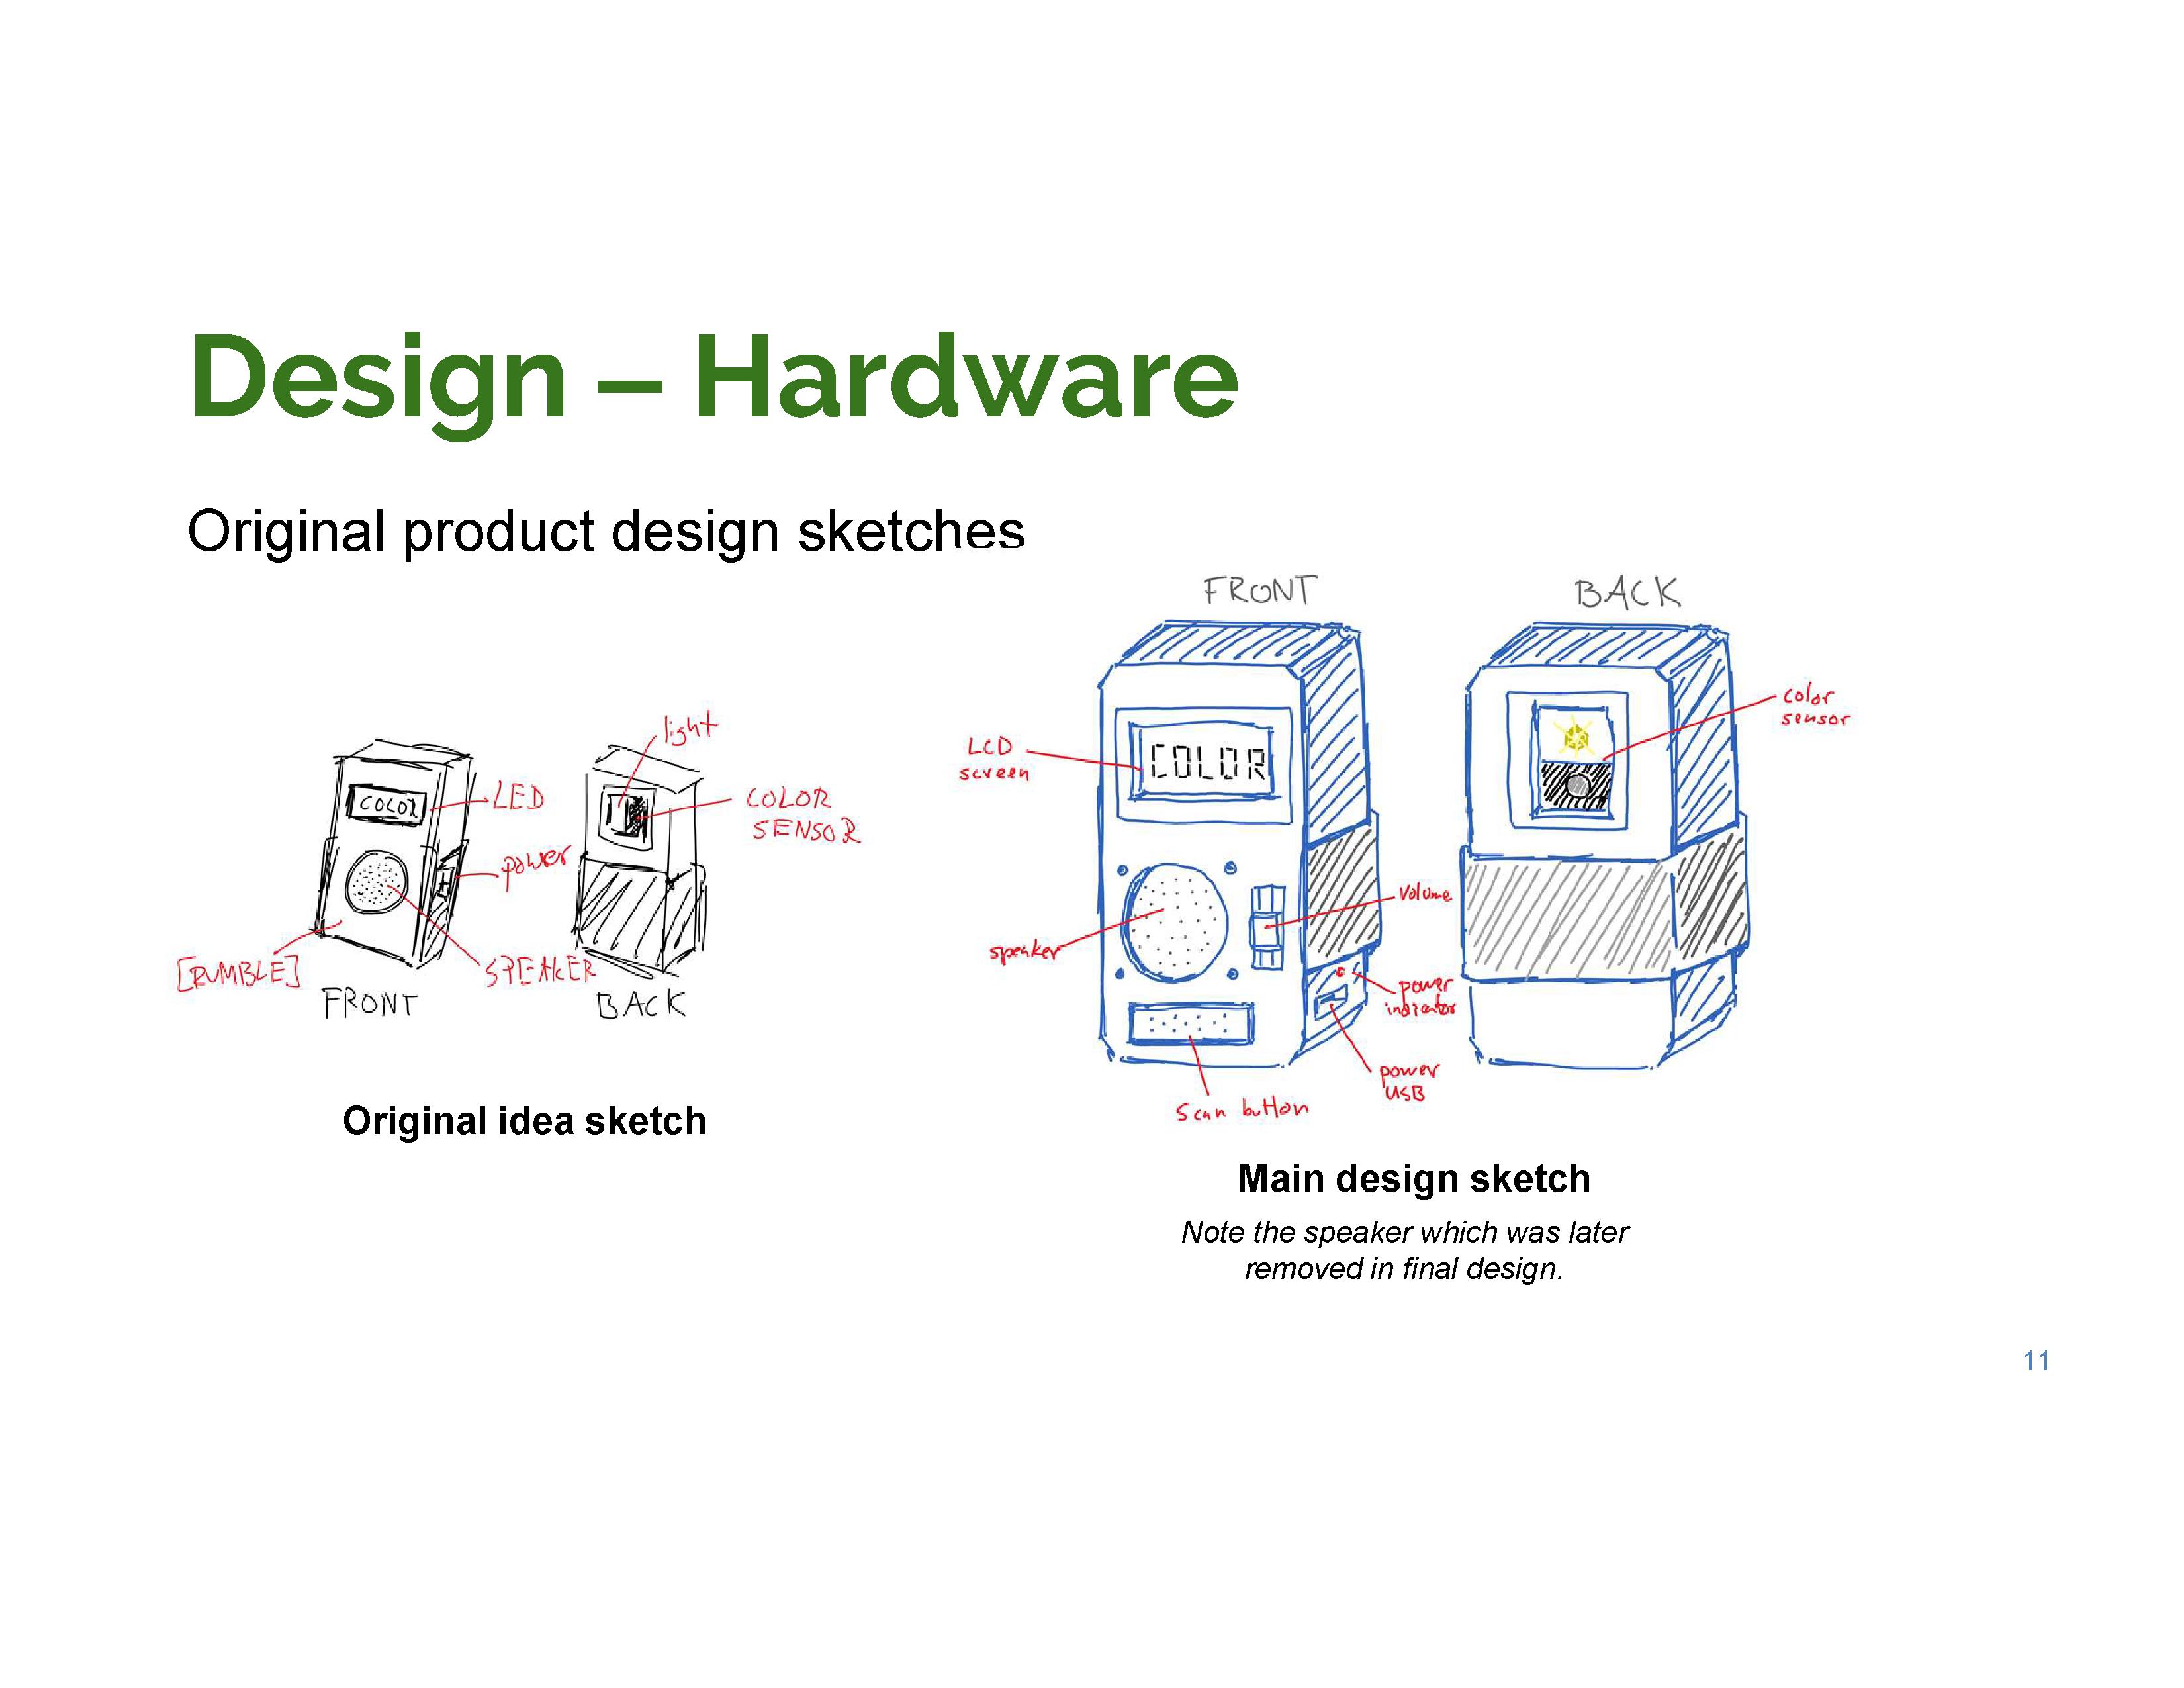 Design – Hardware
Original product design sketches
light
COLOR
LED
COLOR
SENSOR
power
[RUMBLE]
SPEAKER
FRONT
BACK
Original idea sketch
FRONT
BACK
color
sensor
LCD
screen
COLOR
volume
speaker
power
indicator
power
USB
scan button
Main design sketch
Note the speaker which was later
removed in final design.
11